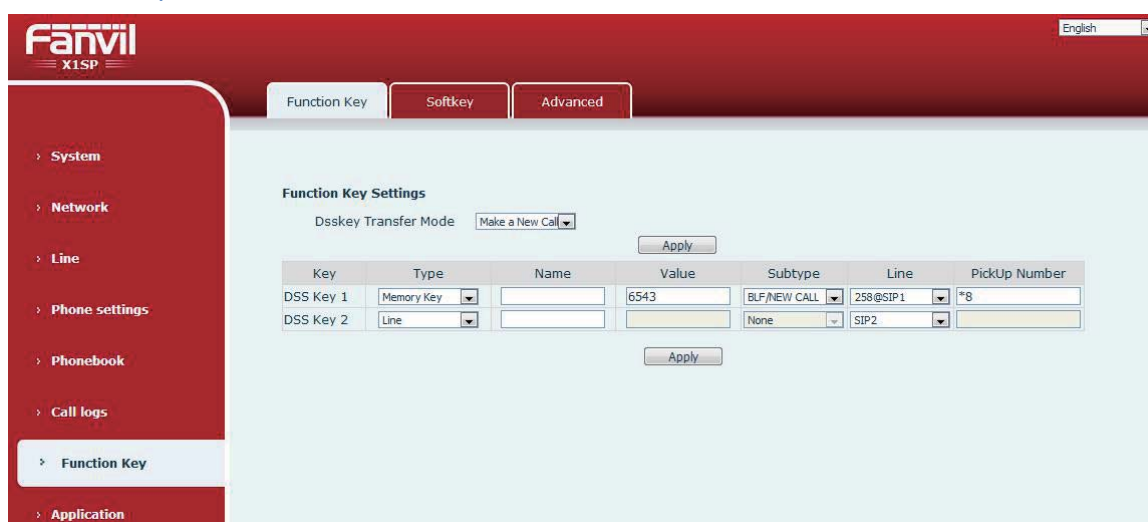 Fanvil
X1SP
English
Function Key Softkey Advanced
System
Network
Line
Phone settings
Phonebook
Call logs
Function Key
Application
Function Key Settings
Dsskey Transfer Mode Make a New Call
Apply
Key Type Name Value Subtype Line PickUp Number
DSS Key 1 Memory Key 6543 BLF/NEW CALL 258@SIP1 *8
DSS Key 2 Line None SIP2
Apply